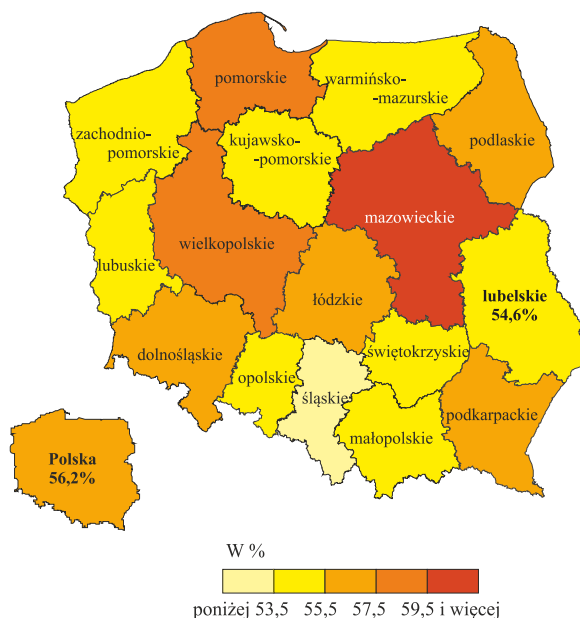 pomorskie
warmińsko-
-mazurskie
zachodnio-
pomorskie
kujawsko-
-pomorskie
podlaskie
mazowieckie
wielkopolskie
lubuskie
łódzkie
lubelskie
54,6%
dolnośląskie
świętokrzyskie
opolskie
śląskie
podkarpackie
małopolskie
Polska
56,2%
W %
poniżej 53,5 55,5 57,5 59,5 i więcej